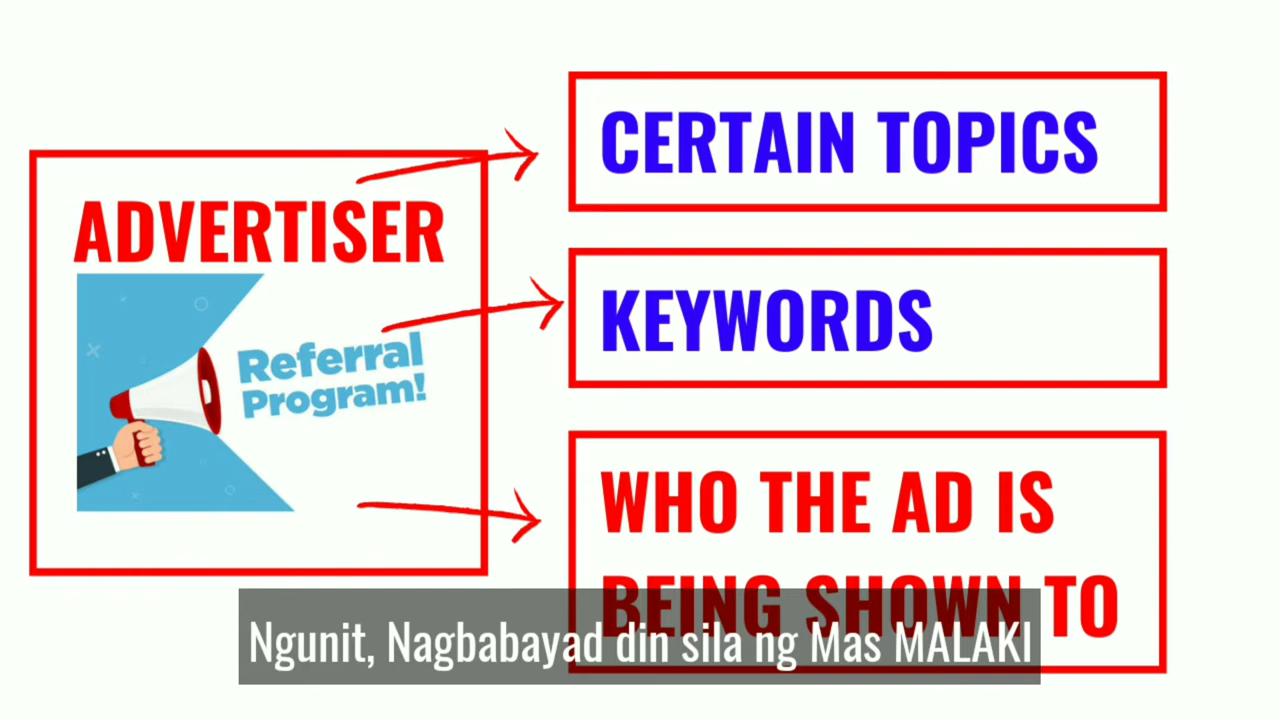 ADVERTISER
Referral
Program!
CERTAIN TOPICS
KEYWORDS
WHO THE AD IS
BEING SHOWN TO
Ngunit, Nagbabayad din sila ng Mas MALAKI